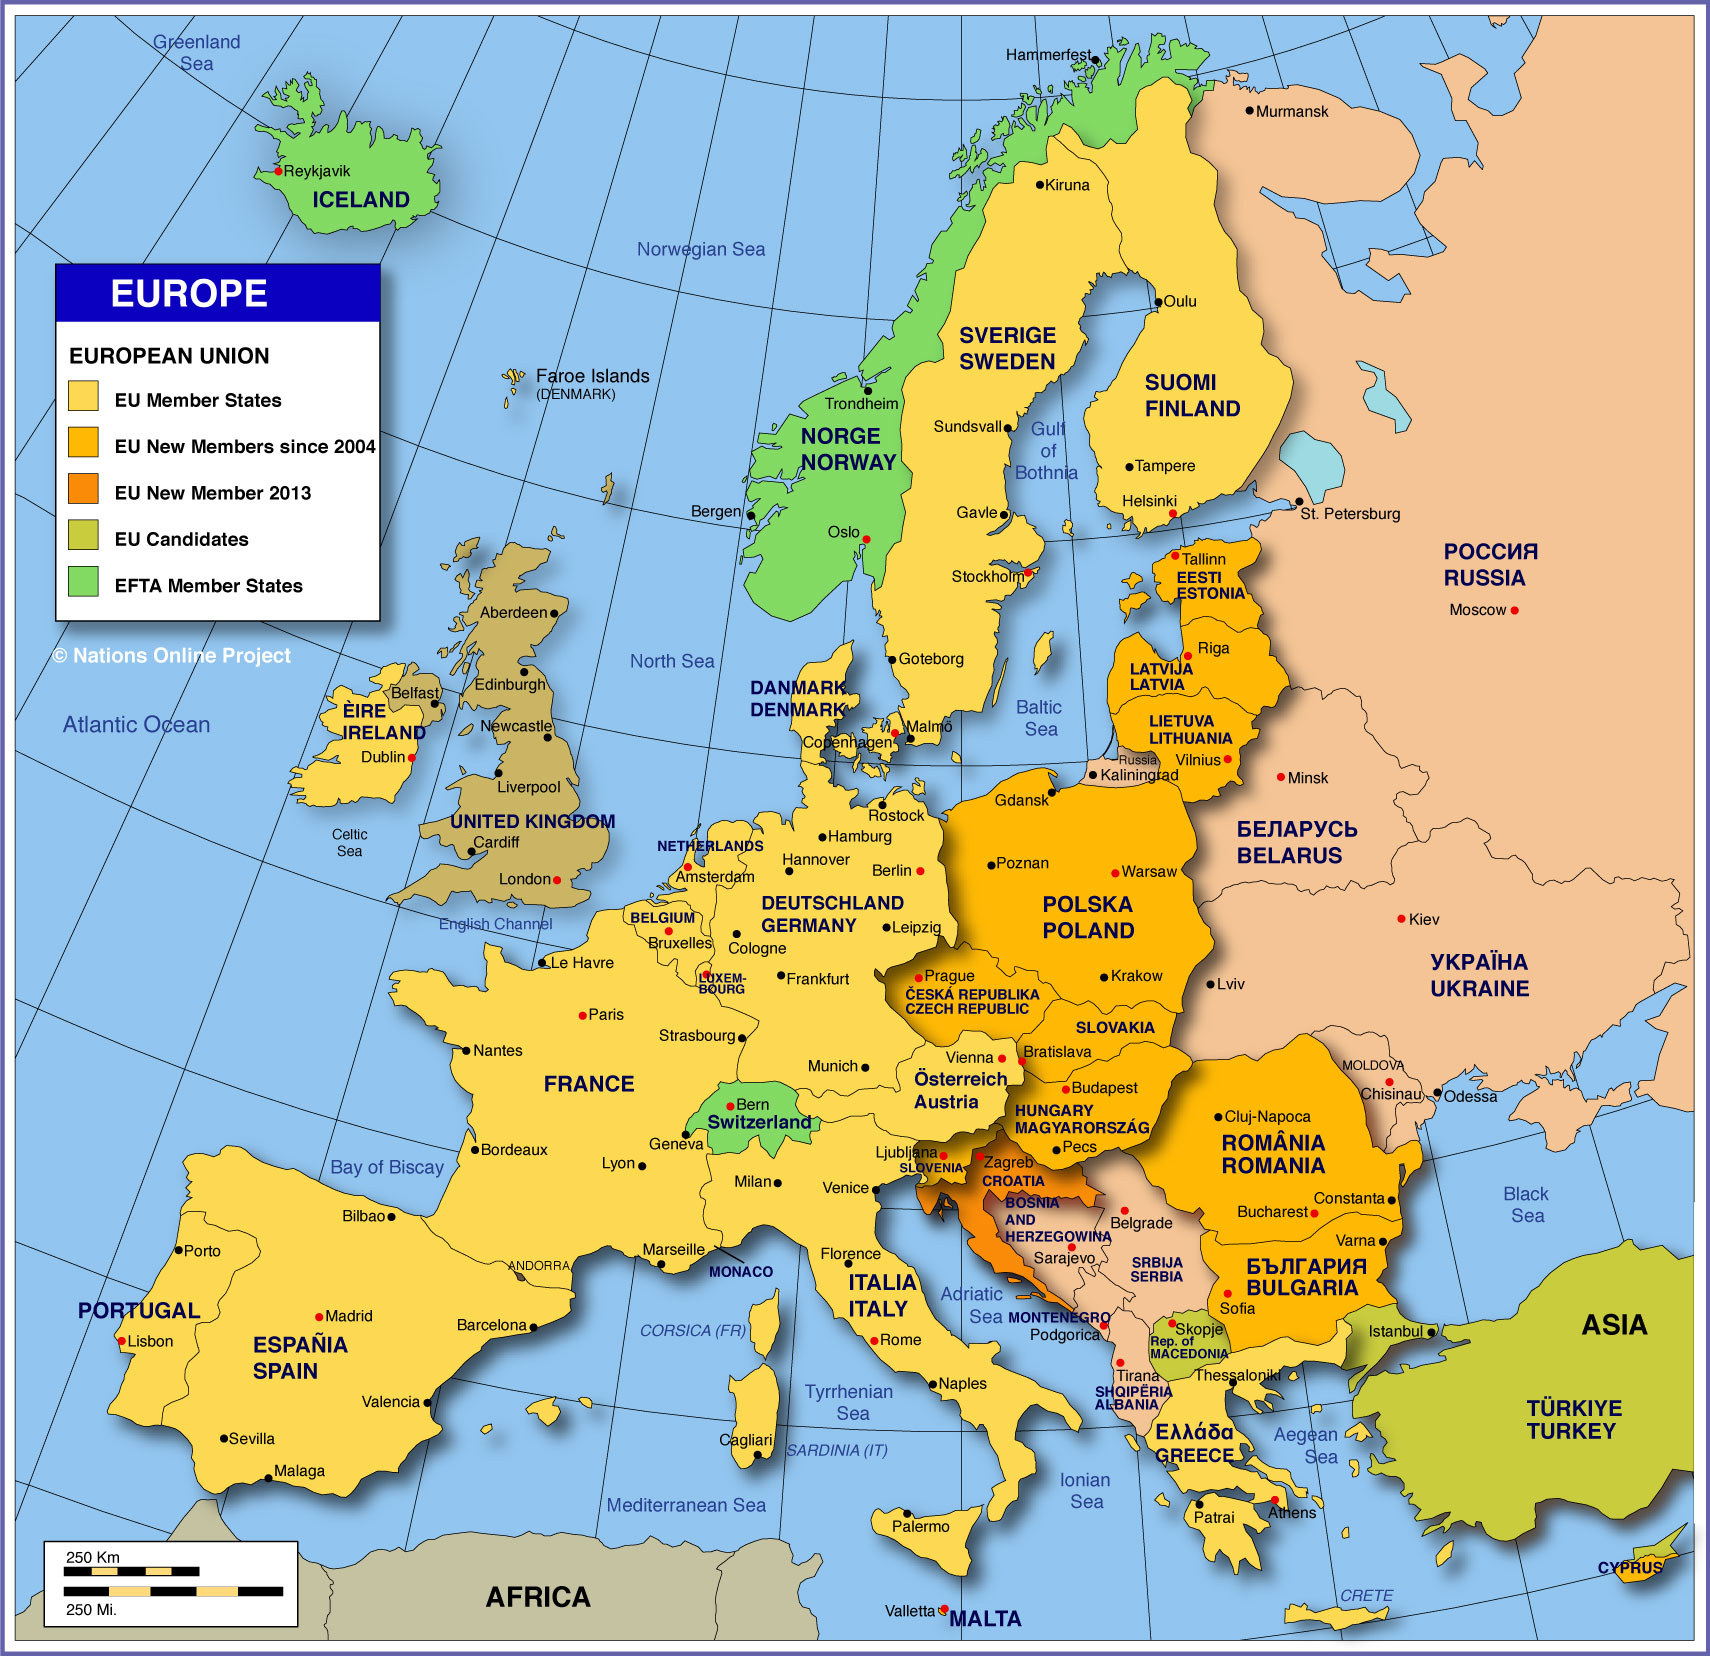 Greenland
Sea
Hammerfest
Murmansk
Reykjavik
ICELAND
Kiruna
Norwegian Sea
EUROPE
EUROPEAN UNION
EU Member States
EU New Members since 2004
EU New Member 2013
EU Candidates
EFTA Member States
© Nations Online Project
Oulu
SVERIGE
SWEDEN
SUOMI
FINLAND
Faroe Islands
(DENMARK)
Trondheim
NORGE
NORWAY
Sundsvall
Gulf
of
Bothnia
Tampere
Helsinki
Bergen
Gavle
Oslo
St. Petersburg
Stockholm
Tallinn
EESTI
ESTONIA
РОССИЯ
RUSSIA
Moscow
Aberdeen
North Sea
Goteborg
Riga
LATVIJA
LATVIA
Edinburgh
Belfast
DANMARK
DENMARK
Baltic
Sea
ÈIRE
IRELAND
Atlantic Ocean
Newcastle
Malmö
Copenhagen
LIETUVA
LITHUANIA
Dublin
Russia
Vilnius
Kaliningrad
Minsk
Liverpool
Gdansk
Rostock
Celtic
Sea
UNITED KINGDOM
Cardiff
London
NETHERLANDS
Amsterdam
Hamburg
Hannover
Berlin
Poznan
Warsaw
БЕЛАРУСЬ
BELARUS
English Channel
BELGIUM
Bruxelles
DEUTSCHLAND
GERMANY
Leipzig
Cologne
POLSKA
POLAND
Kiev
Le Havre
LUXEM-
BOURG
Frankfurt
Prague
ČESKÁ REPUBLIKA
CZECH REPUBLIC
Krakow
Lviv
УКРАЇНА
UKRAINE
Paris
Strasbourg
SLOVAKIA
Nantes
Munich
Vienna
Bratislava
Österreich
Austria
Budapest
MOLDOVA
Chisinau
Odessa
FRANCE
Bern
Switzerland
Geneva
HUNGARY
MAGYARORSZÁG
Pecs
Cluj-Napoca
ROMÂNIA
ROMANIA
Bordeaux
Bay of Biscay
Lyon
Ljubljana
SLOVENIA
Zagreb
CROATIA
Milan
Venice
Constanta
Bucharest
Black
Sea
Bilbao
BOSNIA
AND
HERZEGOWINA
Sarajevo
Belgrade
Porto
Marseille
MONACO
ANDORRA
Florence
SRBIJA
SERBIA
Varna
БЪЛГАРИЯ
BULGARIA
Sofia
PORTUGAL
Lisbon
Madrid
Barcelona
ESPAÑIA
SPAIN
CORSICA (FR)
ITALIA
ITALY
Rome
Adriatic
Sea
MONTENEGRO
Podgorica
Skopje
Rep. of
MACEDONIA
Istanbul
ASIA
Tirana
SHQIPËRIA
ALBANIA
Thessaloniki
Valencia
Tyrrhenian
Sea
Naples
Sevilla
Malaga
Cagliari
SARDINIA (IT)
Ελλάδα
GREECE
Aegean
Sea
TÜRKIYE
TURKEY
Mediterranean Sea
Ionian
Sea
Palermo
Patrai
Athens
250 Km
250 Mi.
AFRICA
Valletta
MALTA
CRETE
CYPRUS